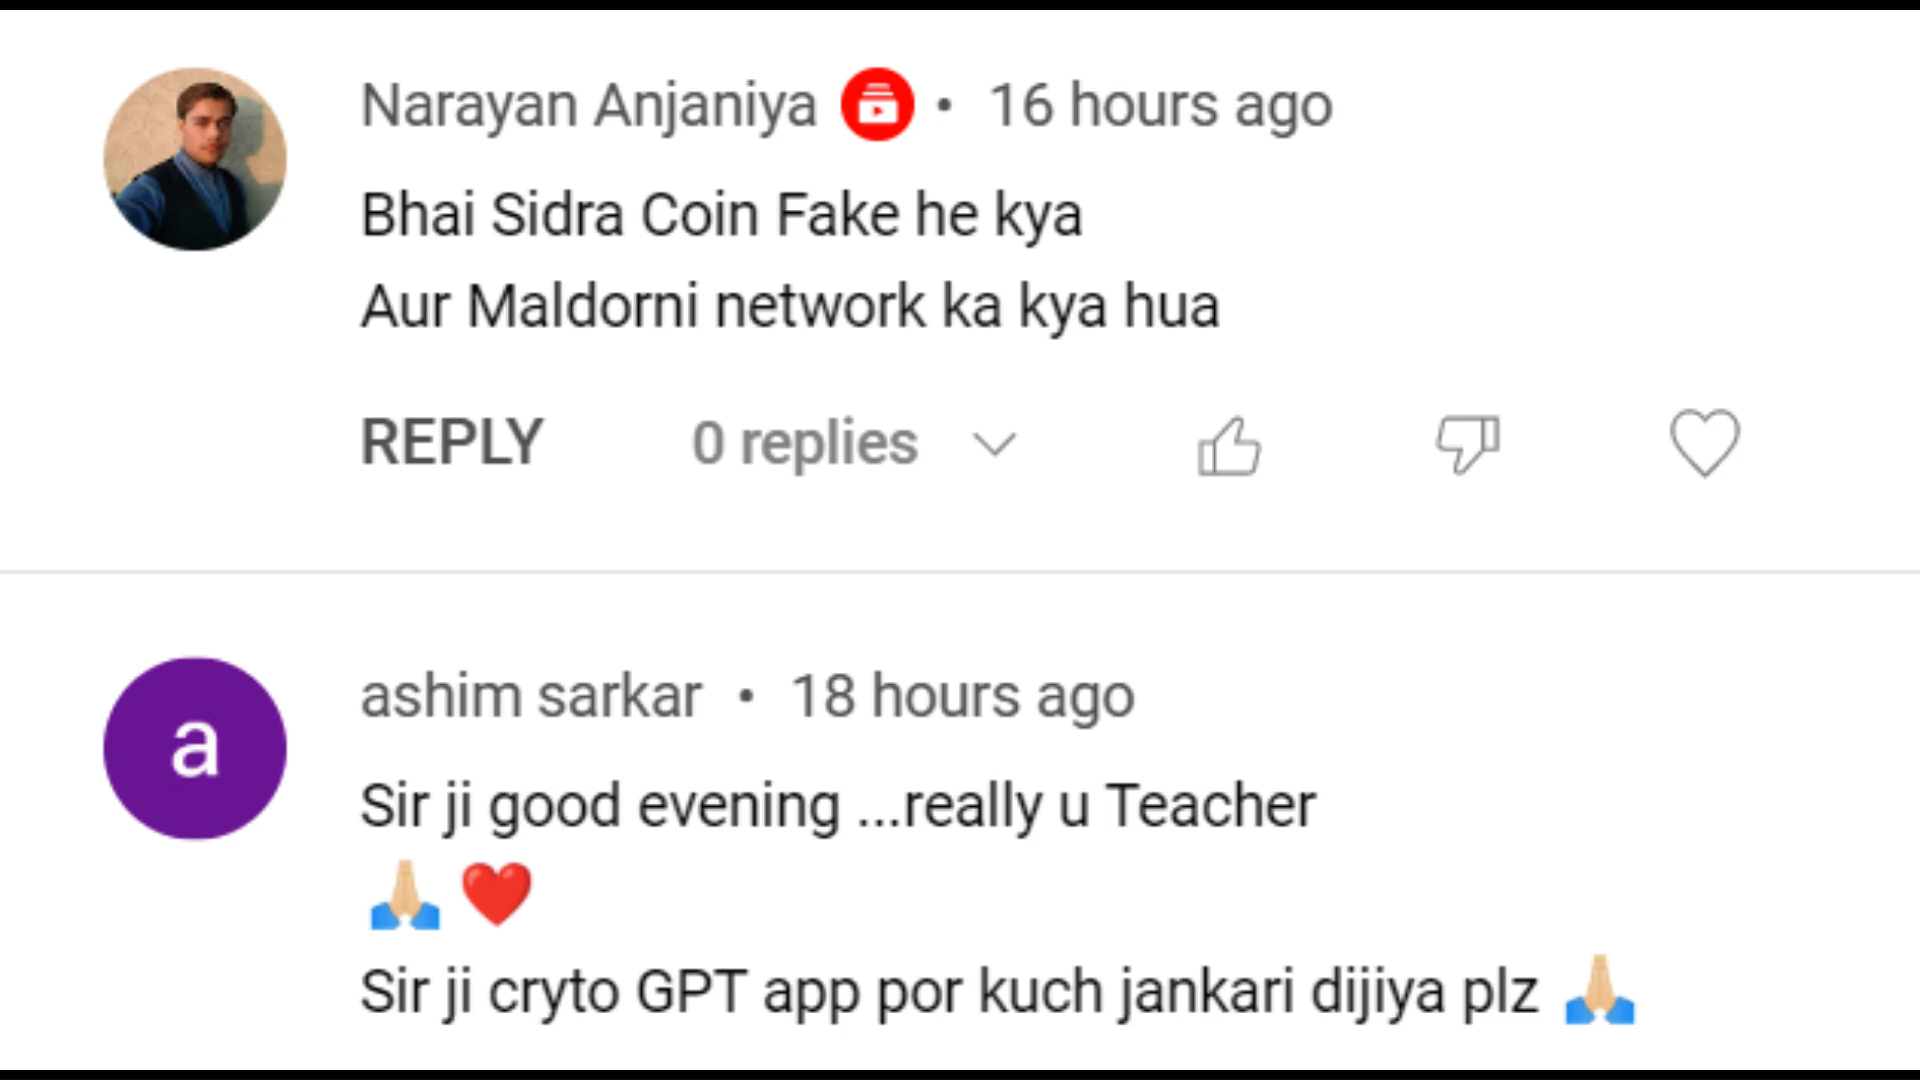 Narayan Anjaniya • 16 hours ago
Bhai Sidra Coin Fake he kya
Aur Maldorni network ka kya hua
REPLY 0 replies
a
ashim sarkar • 18 hours ago
Sir ji good evening ...really u Teacher
🙏🏼 ❤️
Sir ji cryto GPT app por kuch jankari dijiya plz 🙏🏼